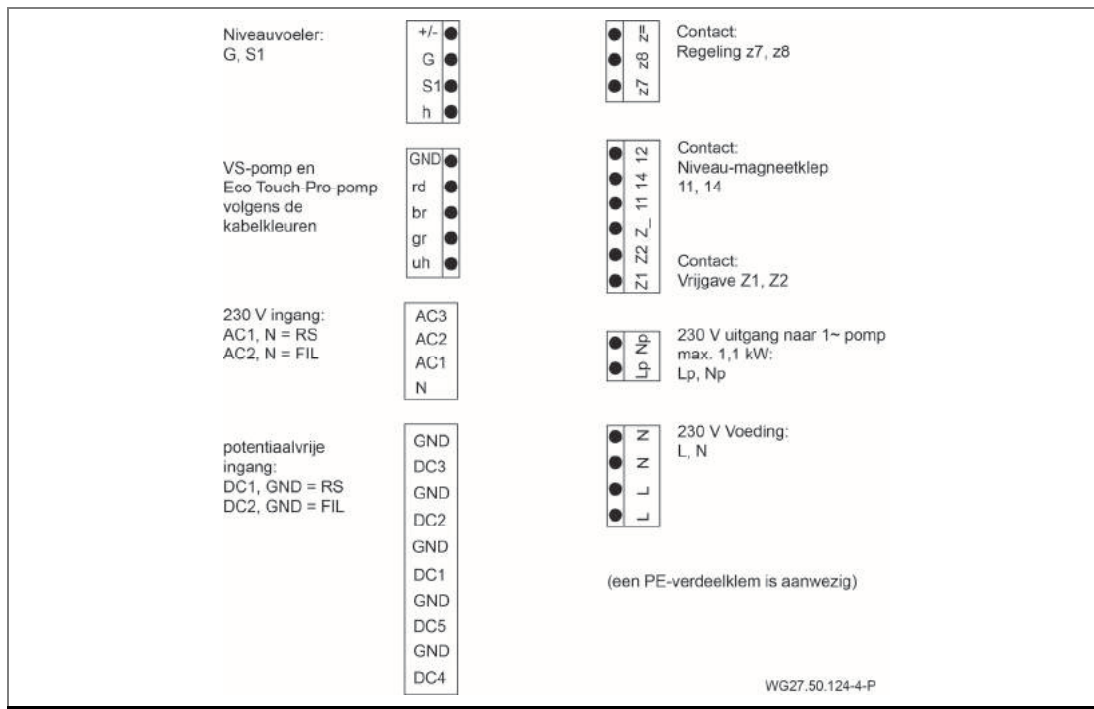 Niveauvoeler:
G, S1
+/-
G
S1
h
VS-pomp en
Eco Touch-Pro-pomp
volgens de
kabelkleuren
GND
rd
br
gr
uh
230 V ingang:
AC1, N = RS
AC2, N = FIL
AC3
AC2
AC1
N
potentiaalvrije
ingang:
DC1, GND = RS
DC2, GND = FIL
GND
DC3
GND
DC2
GND
DC1
GND
DC5
GND
DC4
z7 z8 z=
Contact:
Regeling z7, z8
Z1 Z2 Z_ 11 14 12
Contact:
Niveau-magneetklep
11, 14
Contact:
Vrijgave Z1, Z2
Lp Np
230 V uitgang naar 1~ pomp
max. 1,1 kW:
Lp, Np
L L N N
230 V Voeding:
L, N
(een PE-verdeelklem is aanwezig)
WG27.50.124-4-P